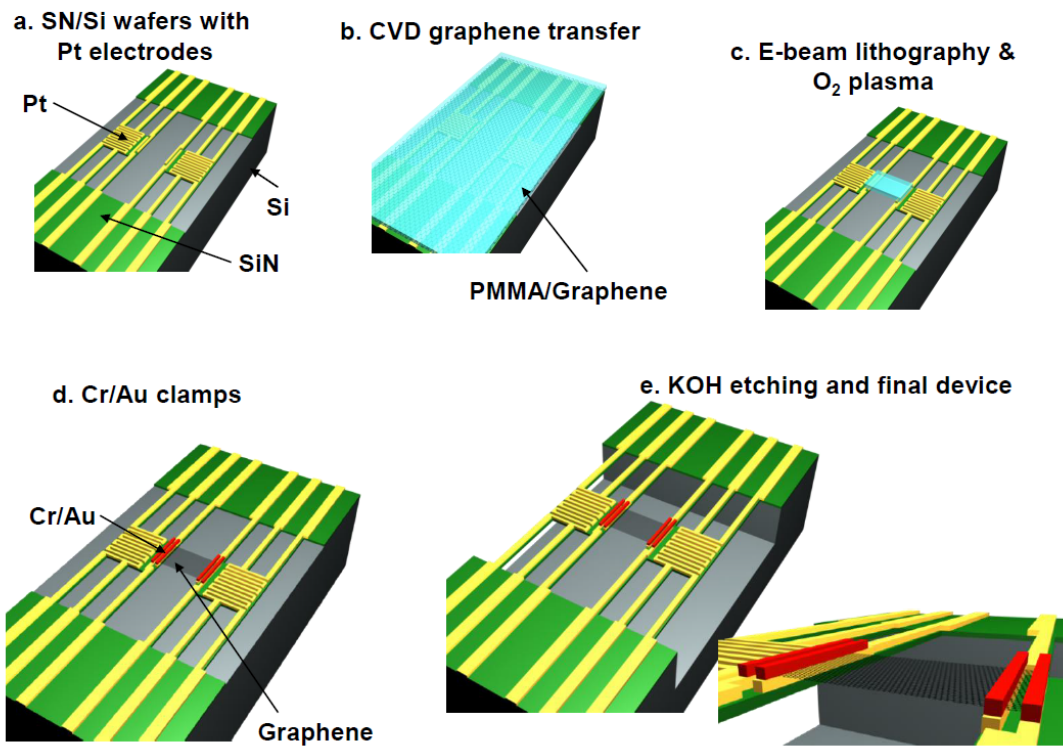 a. SN/Si wafers with
Pt electrodes
Pt
Si
SiN
b. CVD graphene transfer
PMMA/Graphene
c. E-beam lithography &
O₂ plasma
d. Cr/Au clamps
Cr/Au
Graphene
e. KOH etching and final device